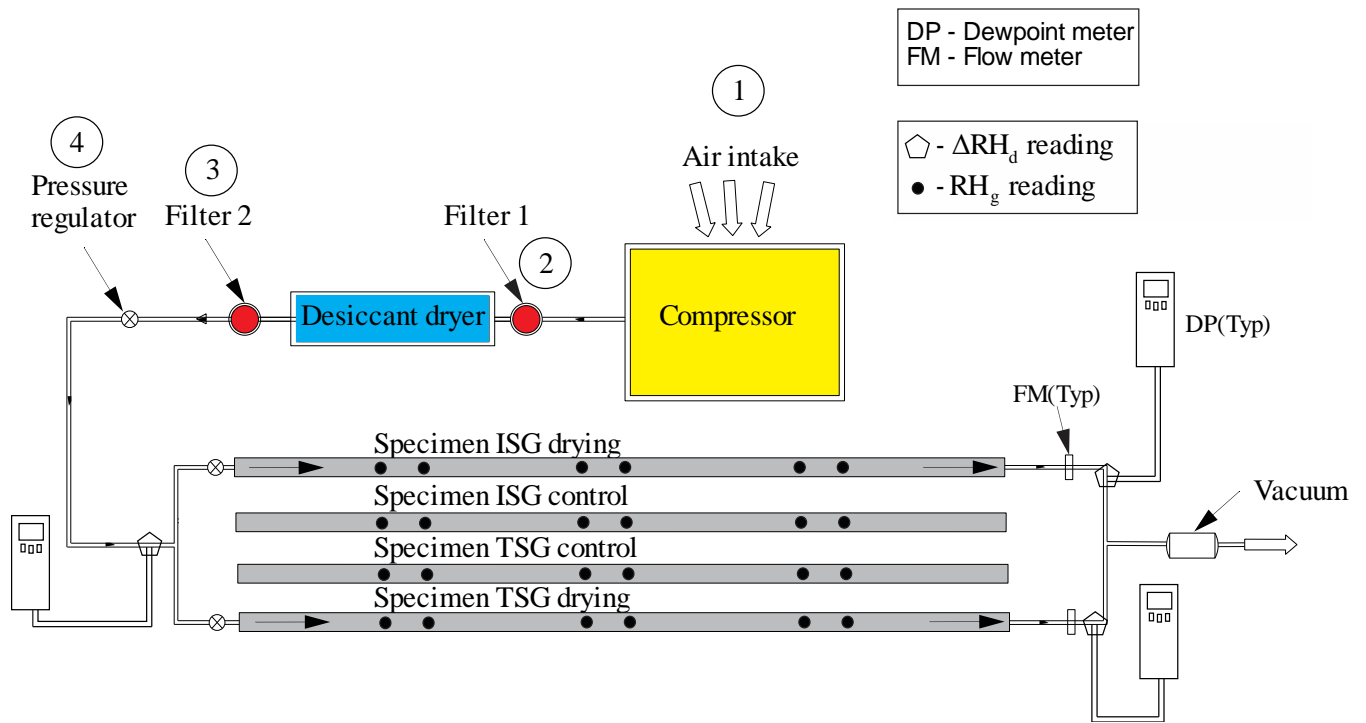 DP - Dewpoint meter
FM - Flow meter
1
4
Air intake
⬠ - ΔRH_d reading
● - RH_g reading
3
Pressure
regulator
Filter 2
Filter 1
2
Desiccant dryer
Compressor
DP(Typ)
FM(Typ)
Specimen ISG drying
Specimen ISG control
Vacuum
Specimen TSG control
Specimen TSG drying